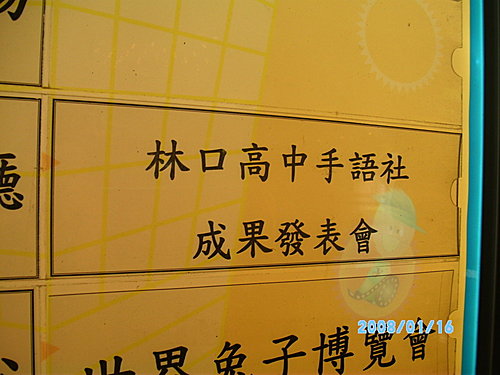 聽
林口高中手語社
成果發表會
世界兔子博覽會
2008/01/16